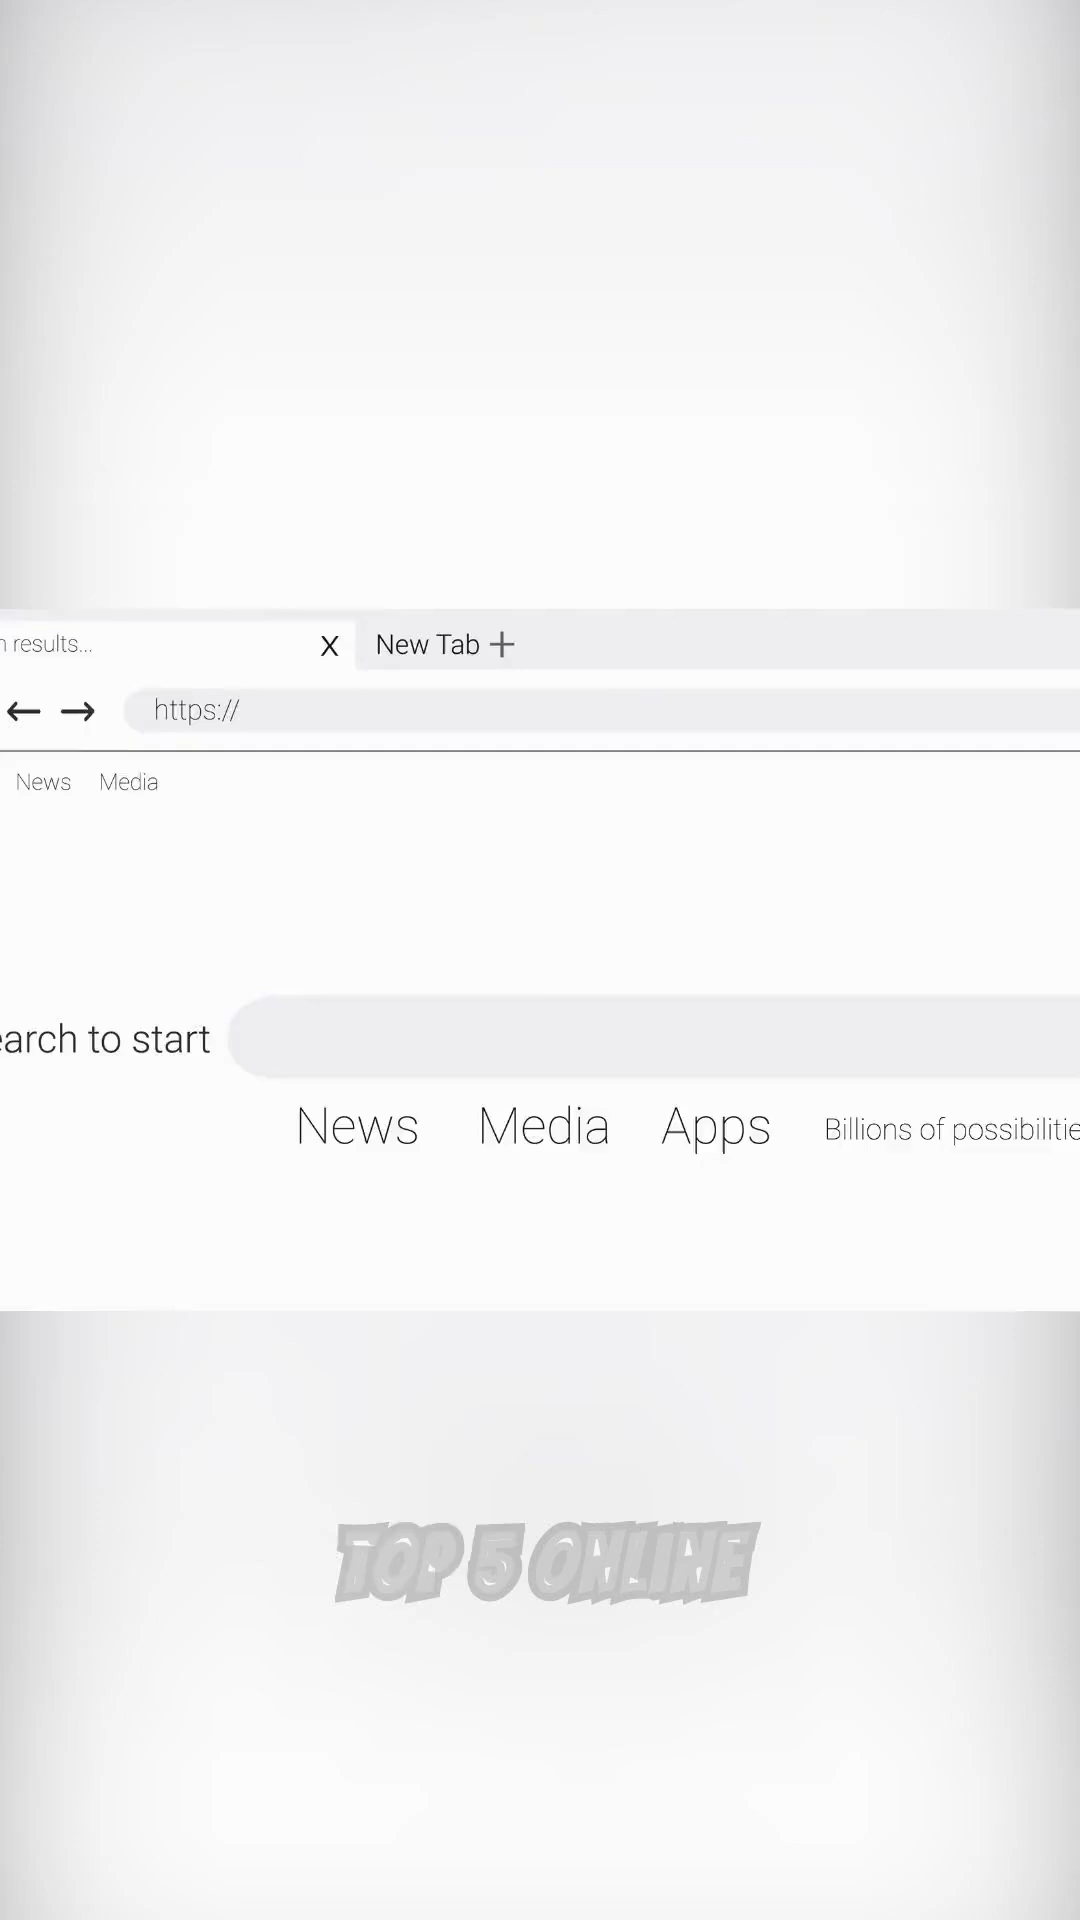 n results... X New Tab +
← → https://
News Media
earch to start
News Media Apps Billions of possibilitie
TOP 5 ONLINE